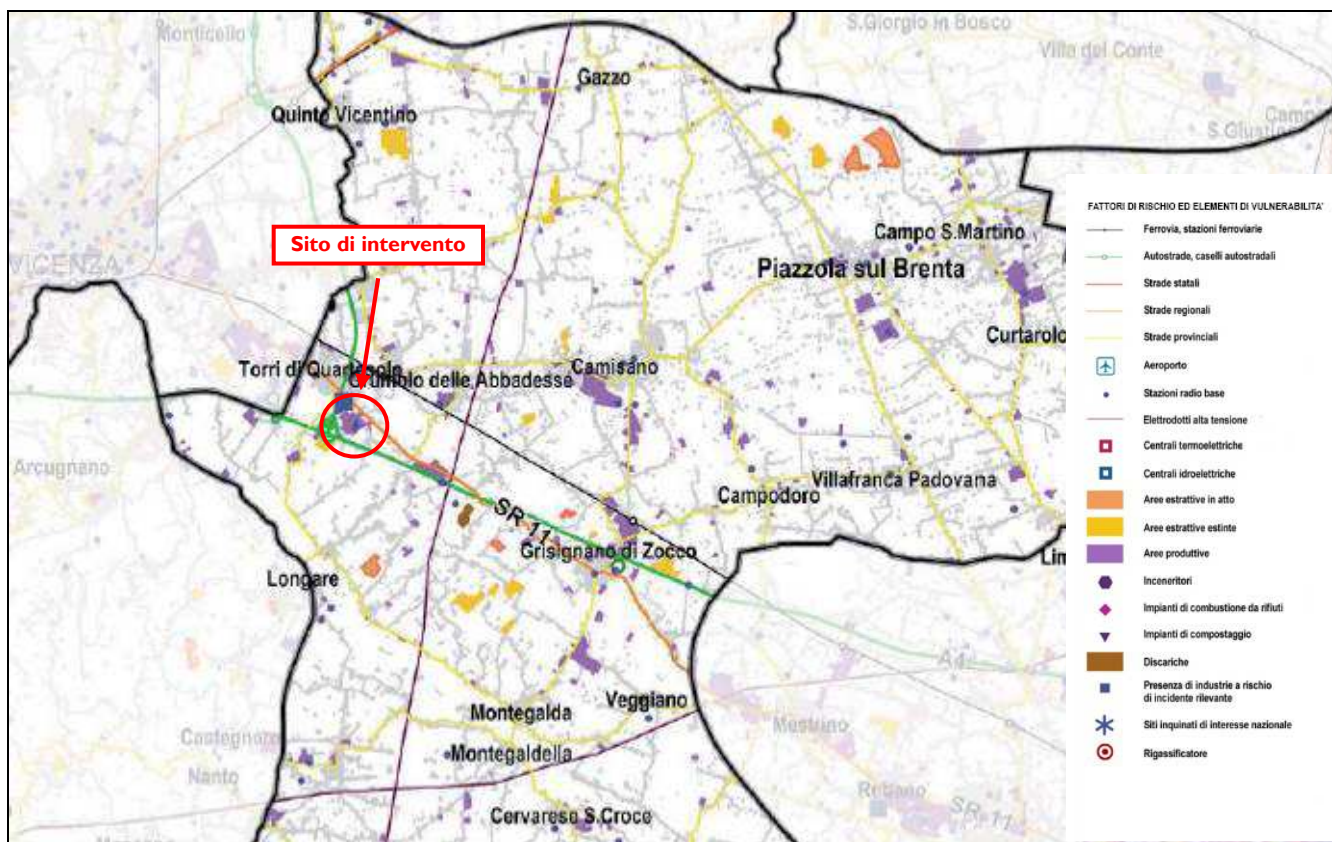 Monticello
S.Giorgio in Bosco
Villa del Conte
Gazzo
Quinto Vicentino
Sito di intervento
Campo S.Martino
VICENZA
Piazzola sul Brenta
Curtarolo
Torri di Quartesolo
Grumolo delle Abbadesse
Camisano
Arcugnano
Villafranca Padovana
Campodoro
SR 11
Grisignano di Zocco
Longare
A4
Veggiano
Montegalda
Mestrino
Castegnero
Montegaldella
Nanto
Rubano
Cervarese S.Croce
SR 11
FATTORI DI RISCHIO ED ELEMENTI DI VULNERABILITA'
Ferrovia, stazioni ferroviarie
Autostrade, caselli autostradali
Strade statali
Strade regionali
Strade provinciali
Aeroporto
Stazioni radio base
Elettrodotti alta tensione
Centrali termoelettriche
Centrali idroelettriche
Aree estrattive in atto
Aree estrattive estinte
Aree produttive
Inceneritori
Impianti di combustione da rifiuti
Impianti di compostaggio
Discariche
Presenza di industrie a rischio
di incidente rilevante
Siti inquinati di interesse nazionale
Rigassificatore